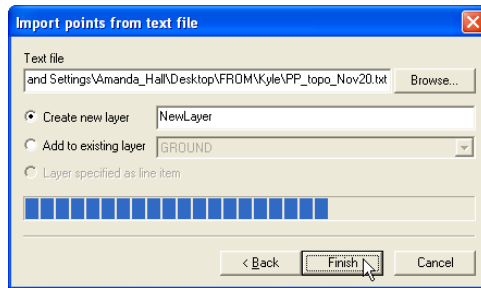 Import points from text file
Text file
and Settings\Amanda_Hall\Desktop\FROM\Kyle\PP_topo_Nov20.txt Browse...
Create new layer NewLayer
Add to existing layer GROUND
Layer specified as line item
< Back Finish Cancel